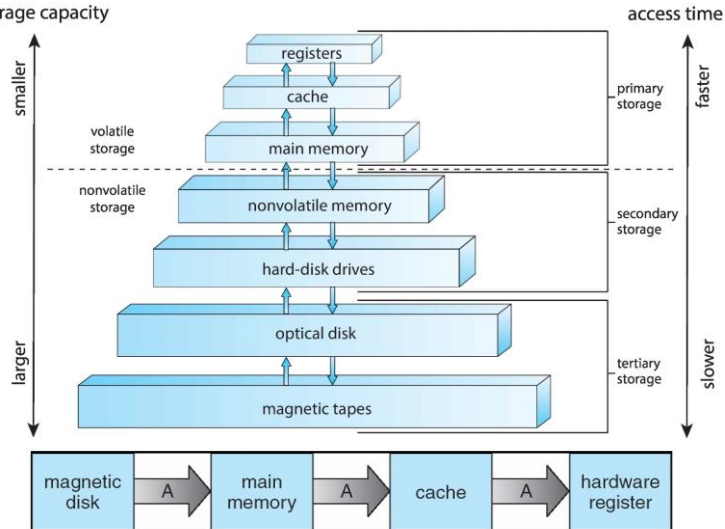 rage capacity
access time
smaller
registers
cache
main memory
primary
storage
faster
volatile
storage
nonvolatile
storage
nonvolatile memory
hard-disk drives
secondary
storage
optical disk
magnetic tapes
tertiary
storage
larger
slower
magnetic
disk
A
main
memory
A
cache
A
hardware
register